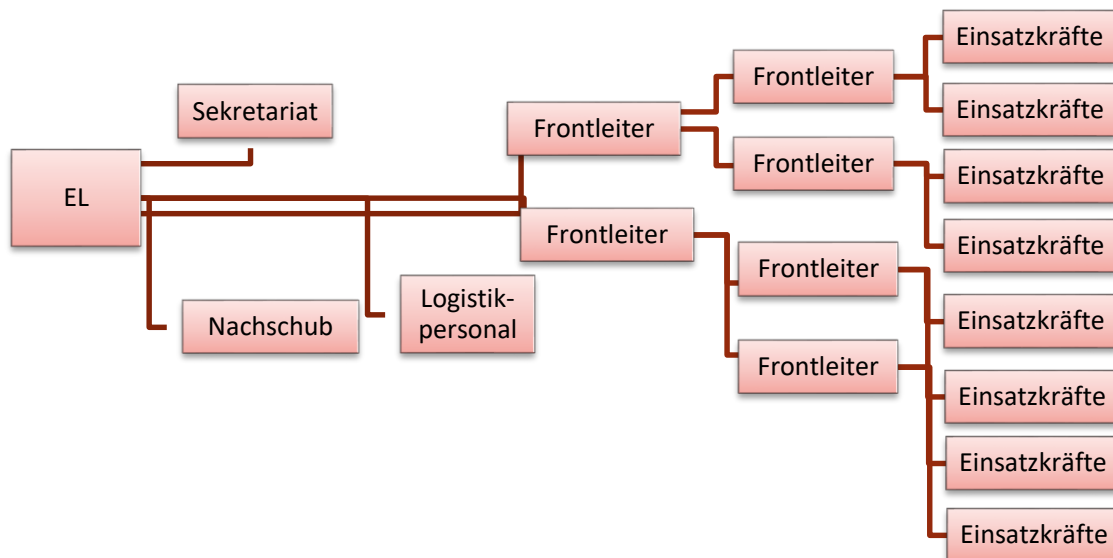 EL
Sekretariat
Nachschub
Logistik-
personal
Frontleiter
Frontleiter
Frontleiter
Frontleiter
Frontleiter
Frontleiter
Einsatzkräfte
Einsatzkräfte
Einsatzkräfte
Einsatzkräfte
Einsatzkräfte
Einsatzkräfte
Einsatzkräfte
Einsatzkräfte